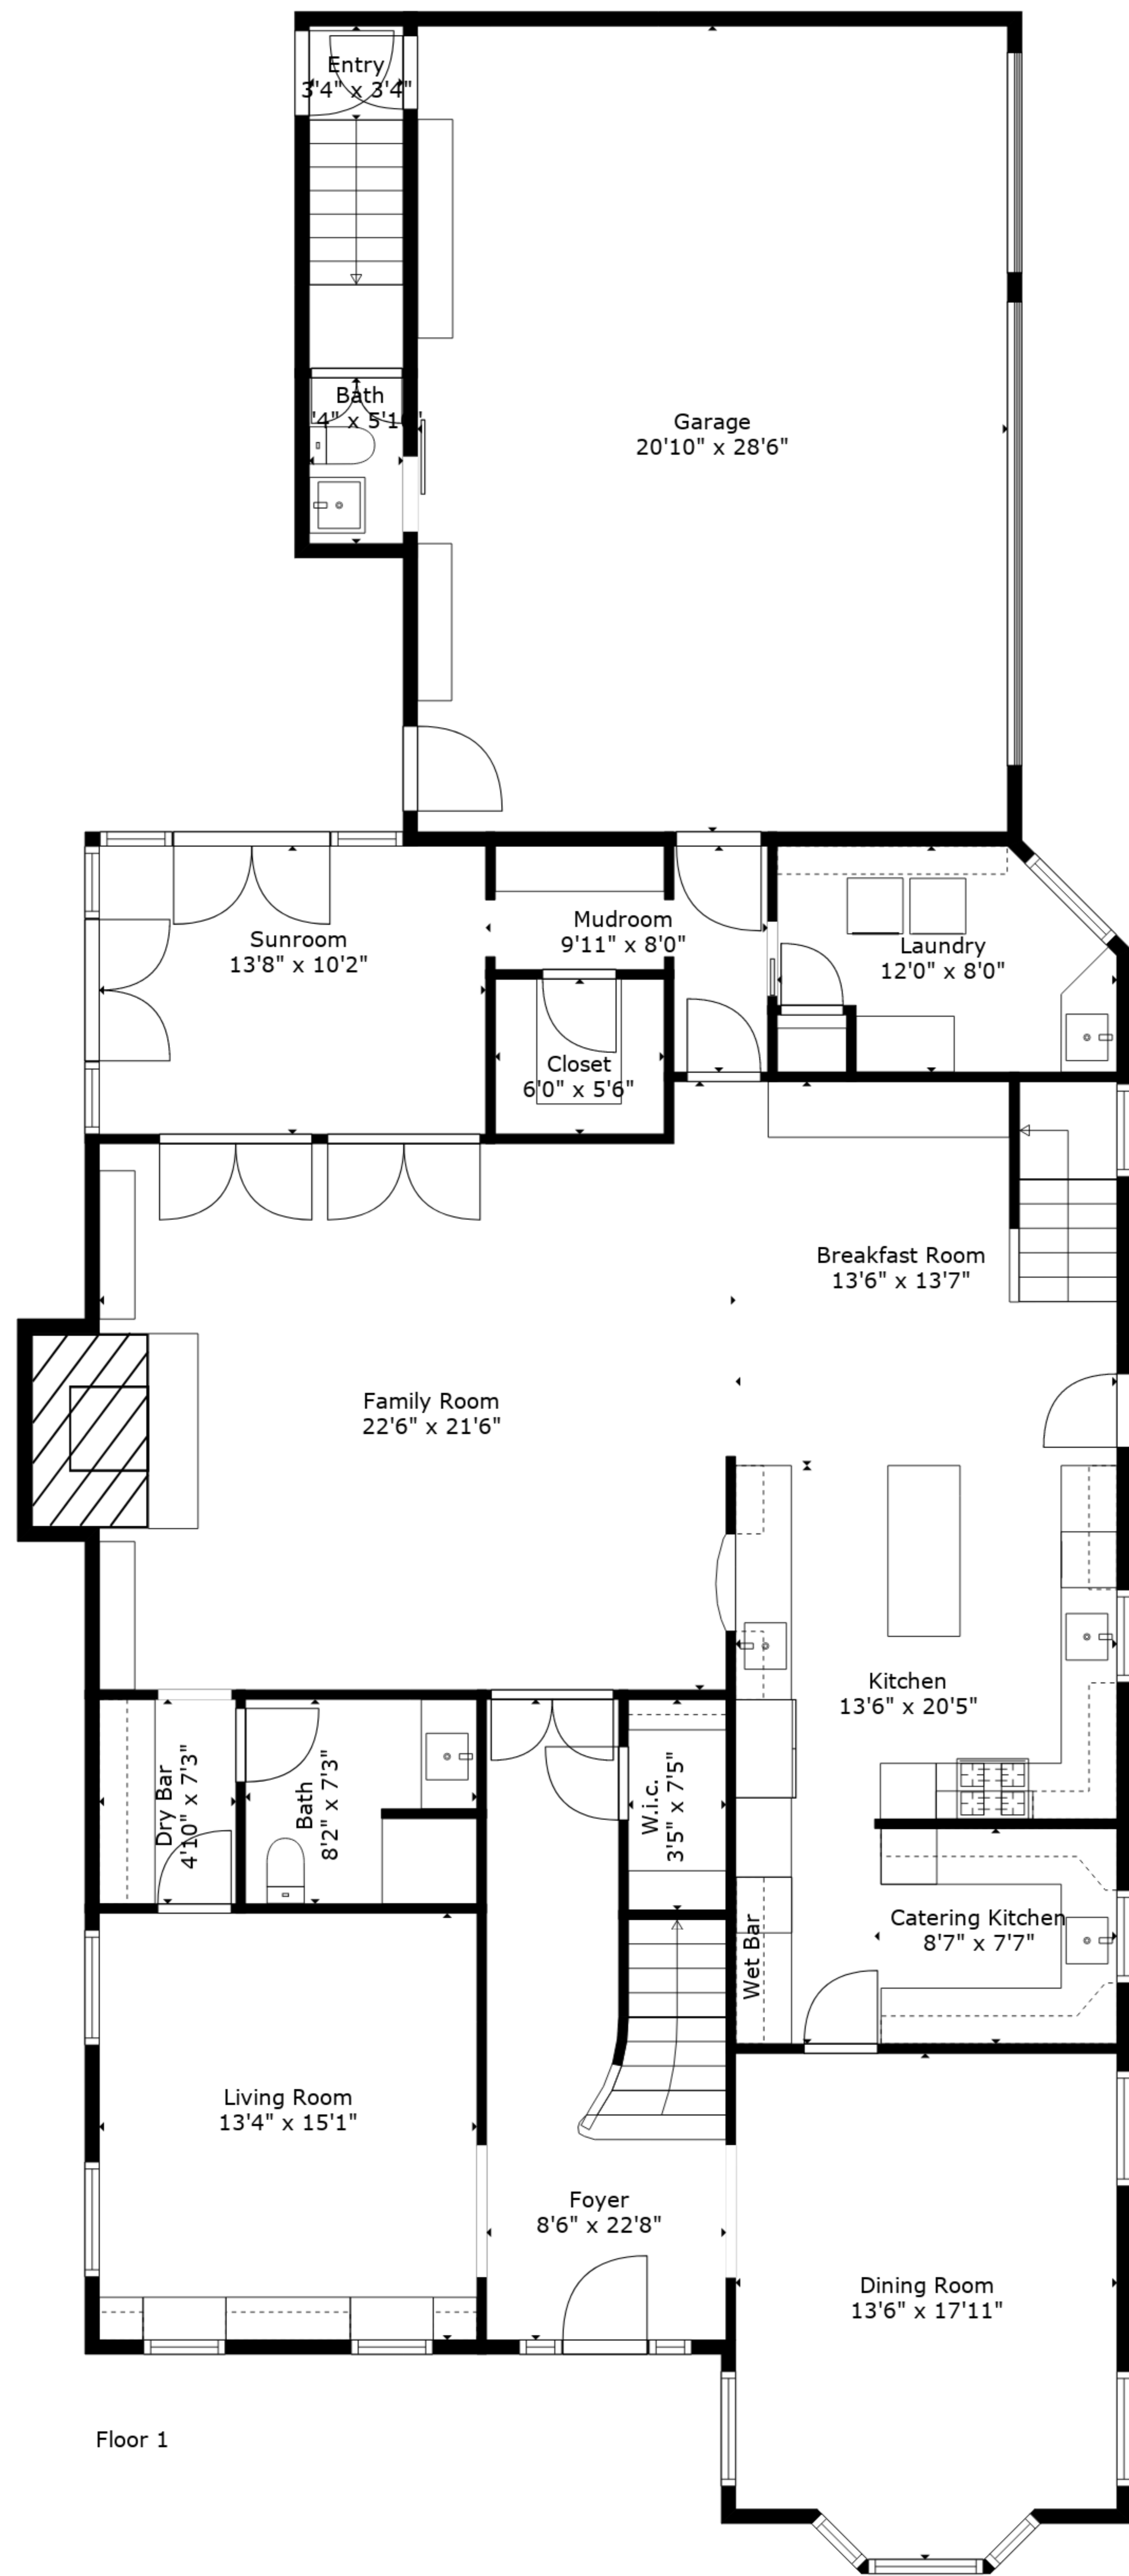 Entry
3'4" x 3'4"
Bath
'4" x 5'1
Garage
20'10" x 28'6"
Mudroom
9'11" x 8'0"
Sunroom
13'8" x 10'2"
Laundry
12'0" x 8'0"
Closet
6'0" x 5'6"
Breakfast Room
13'6" x 13'7"
Family Room
22'6" x 21'6"
Kitchen
13'6" x 20'5"
Dry Bar
4'10" x 7'3"
Bath
8'2" x 7'3"
W.i.c.
3'5" x 7'5"
Catering Kitchen
8'7" x 7'7"
Wet Bar
Living Room
13'4" x 15'1"
Foyer
8'6" x 22'8"
Dining Room
13'6" x 17'11"
Floor 1